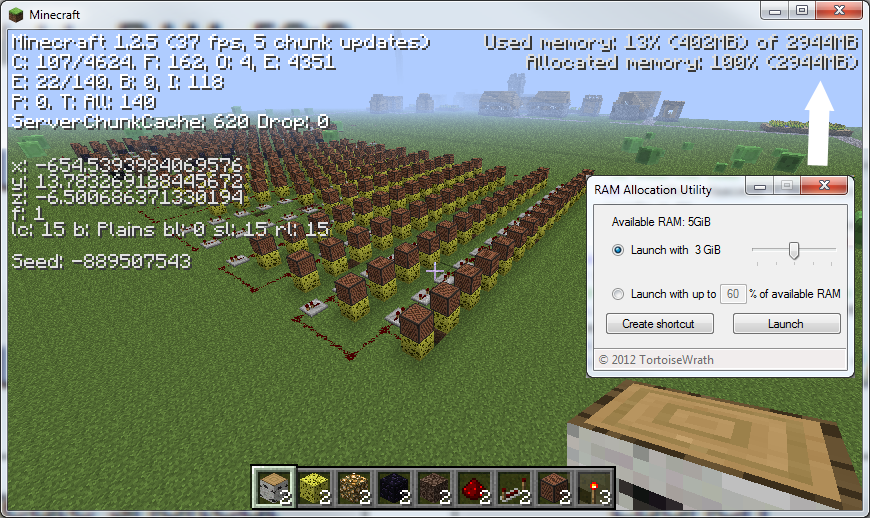 Minecraft
Minecraft 1.2.5 (37 fps, 5 chunk updates)
C: 107/4624. F: 162, O: 4, E: 4351
E: 22/140. B: 0, I: 118
P: 0. T: All: 140
ServerChunkCache: 620 Drop: 0
Used memory: 13% (402MB) of 2944MB
Allocated memory: 100% (2944MB)
x: -654.5393984069576
y: 13.783269188445672
z: -6.500686371330194
f: 1
lc: 15 b: Plains bl: 0 sl: 15 rl: 15
Seed: -889507543
RAM Allocation Utility
Available RAM: 5GiB
Launch with 3 GiB
Launch with up to 60 % of available RAM
Create shortcut Launch
© 2012 TortoiseWrath
2 2 2 2 2 2 2 2 3